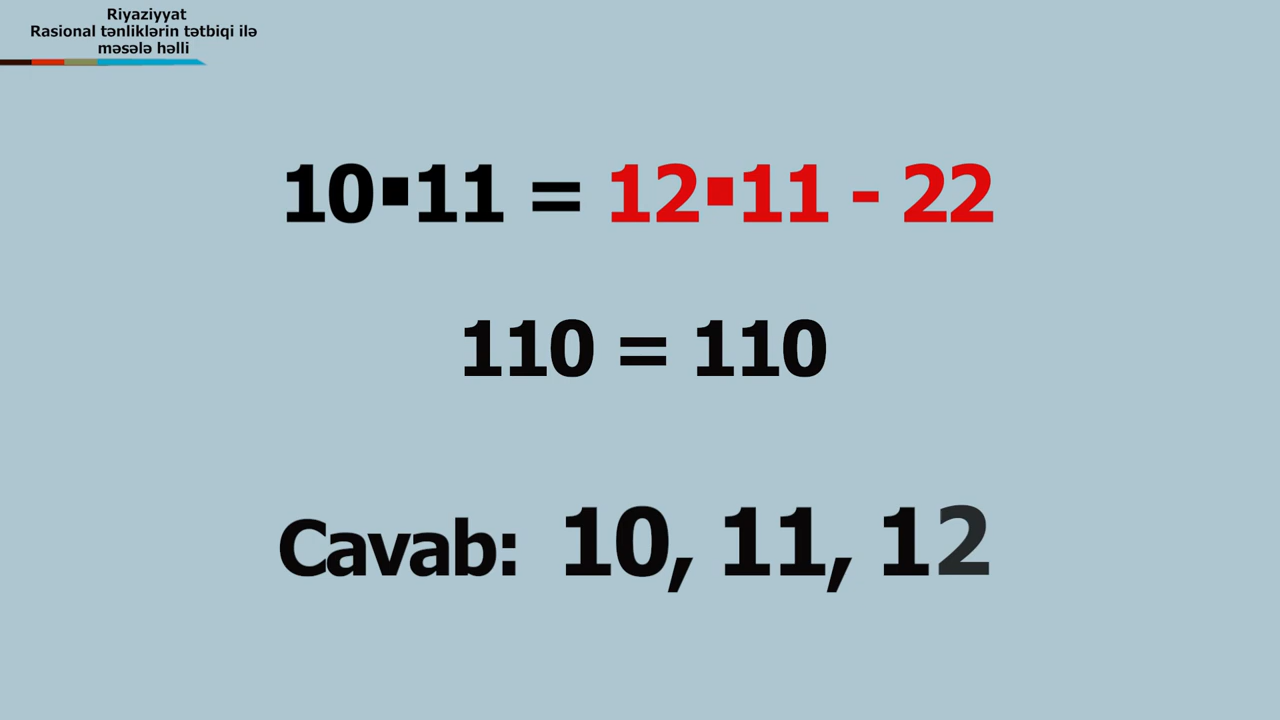 Riyaziyyat
Rasional tənliklərin tətbiqi ilə
məsələ həlli
10▪11 = 12▪11 - 22
110 = 110
Cavab: 10, 11, 12